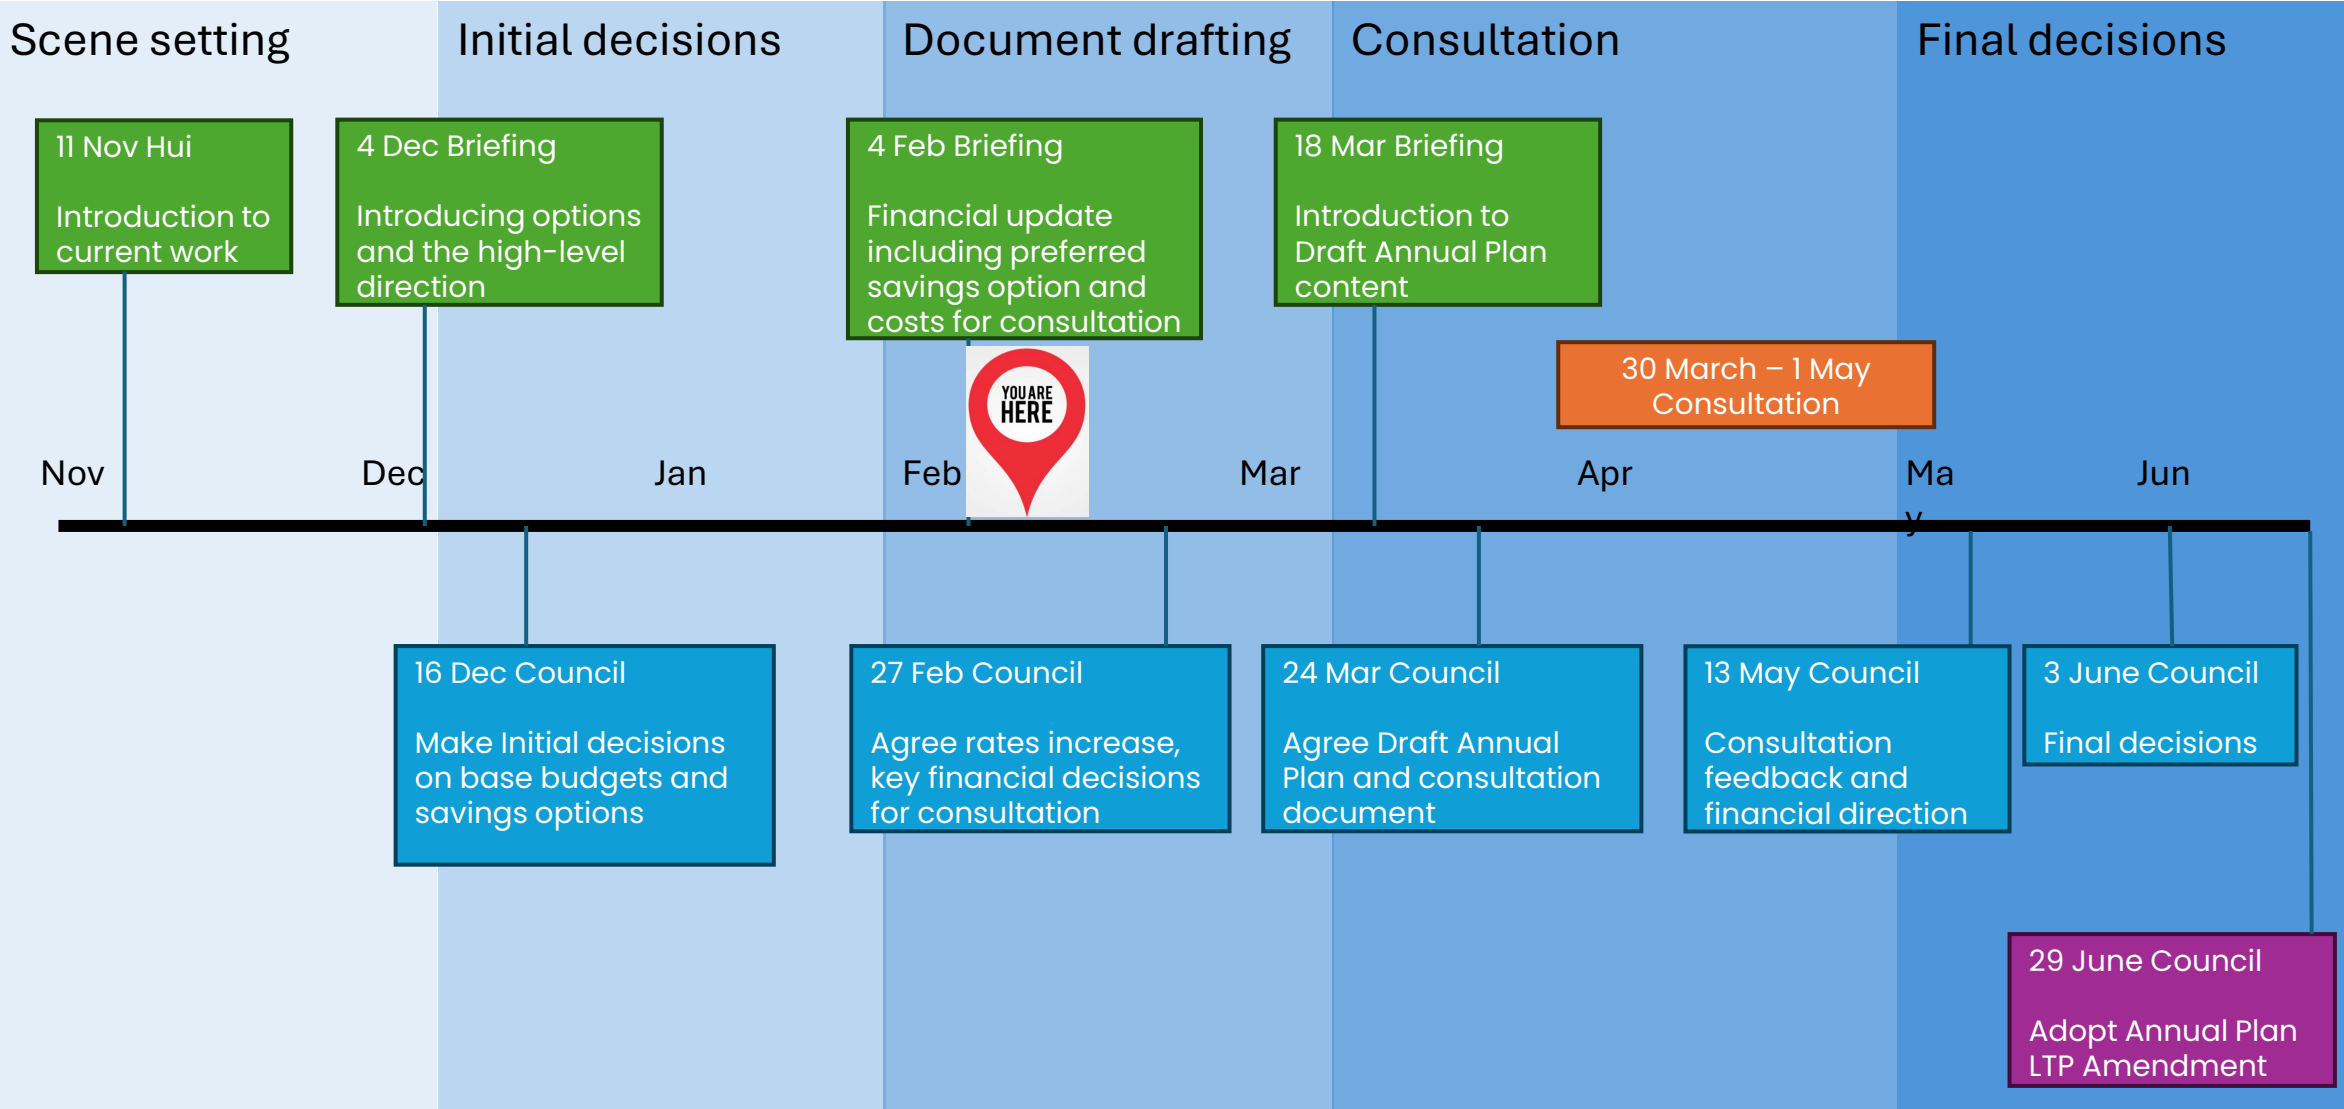 Scene setting
Initial decisions
Document drafting
Consultation
Final decisions
11 Nov Hui
Introduction to
current work
4 Dec Briefing
Introducing options
and the high-level
direction
4 Feb Briefing
Financial update
including preferred
savings option and
costs for consultation
18 Mar Briefing
Introduction to
Draft Annual Plan
content
30 March – 1 May
Consultation
YOU ARE
HERE
Nov
Dec
Jan
Feb
Mar
Apr
Ma
y
Jun
16 Dec Council
Make Initial decisions
on base budgets and
savings options
27 Feb Council
Agree rates increase,
key financial decisions
for consultation
24 Mar Council
Agree Draft Annual
Plan and consultation
document
13 May Council
Consultation
feedback and
financial direction
3 June Council
Final decisions
29 June Council
Adopt Annual Plan
LTP Amendment